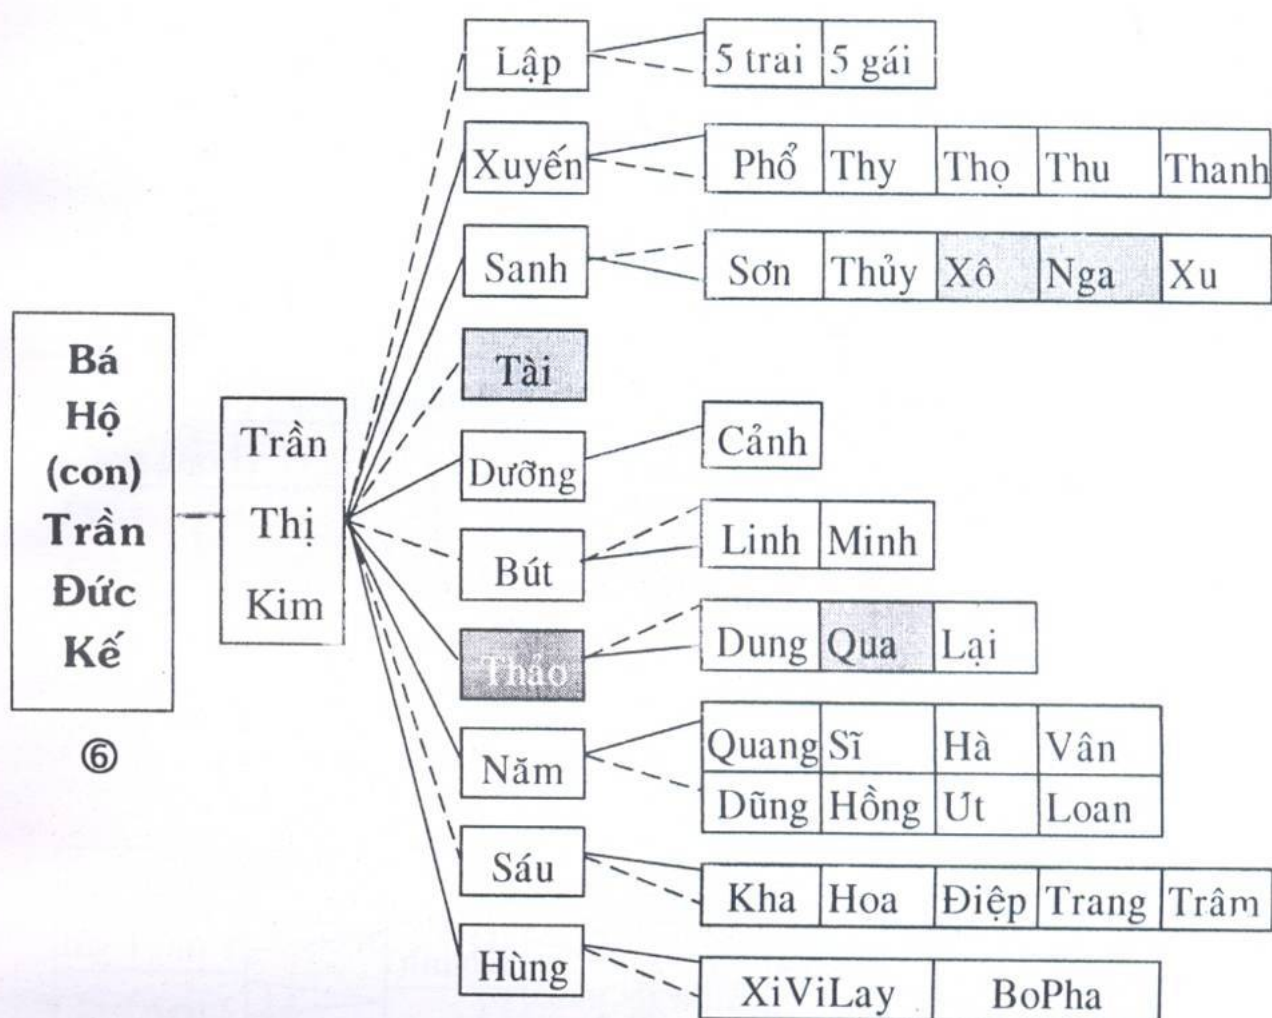 Bá
Hộ
(con)
Trần
Đức
Kế
⑥
Trần
Thị
Kim
Lập
5 trai 5 gái
Xuyến
Phổ Thy Thọ Thu Thanh
Sanh
Sơn Thủy Xô Nga Xu
Tài
Dưỡng
Cảnh
Bút
Linh Minh
Thảo
Dung Qua Lại
Năm
Quang Sĩ Hà Vân
Dũng Hồng Út Loan
Sáu
Kha Hoa Điệp Trang Trâm
Hùng
XiViLay BoPha